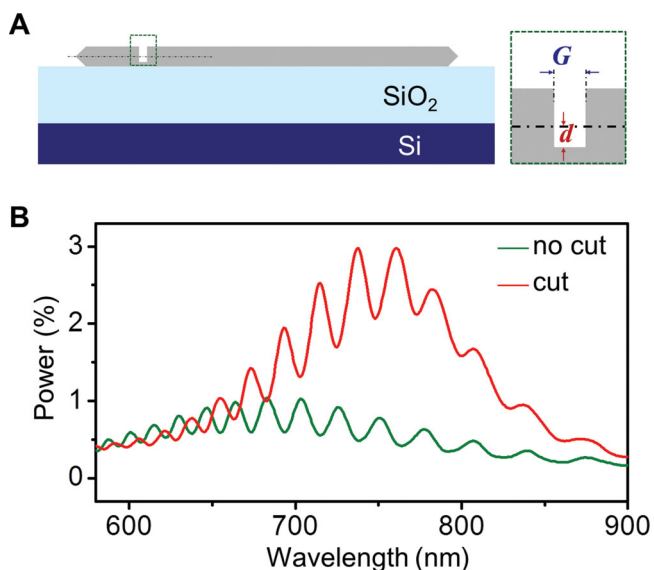 A
G
d
SiO₂
Si
B
3
2
1
0
Power (%)
no cut
cut
600
700
800
900
Wavelength (nm)